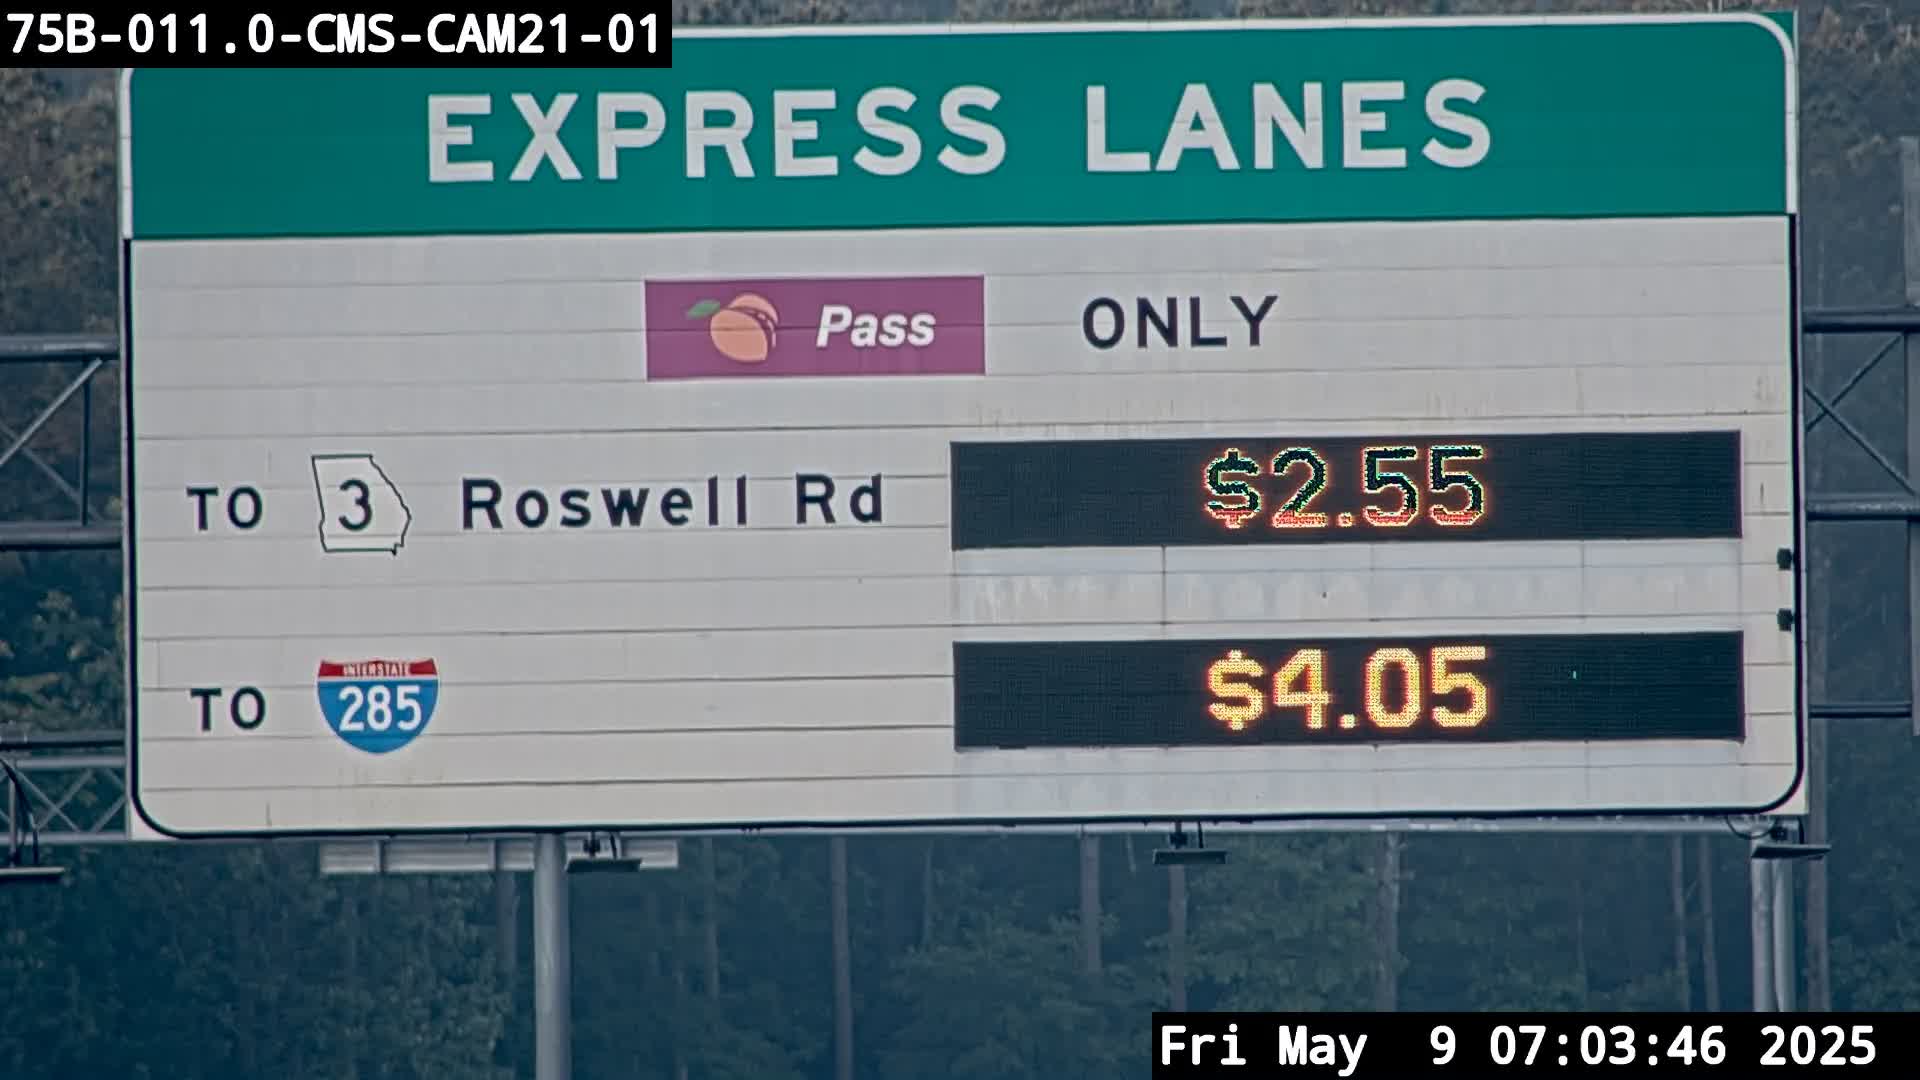 75B-011.0-CMS-CAM21-01
EXPRESS LANES
Pass ONLY
TO 3 Roswell Rd $2.55
TO INTERSTATE 285 $4.05
Fri May 9 07:03:46 2025